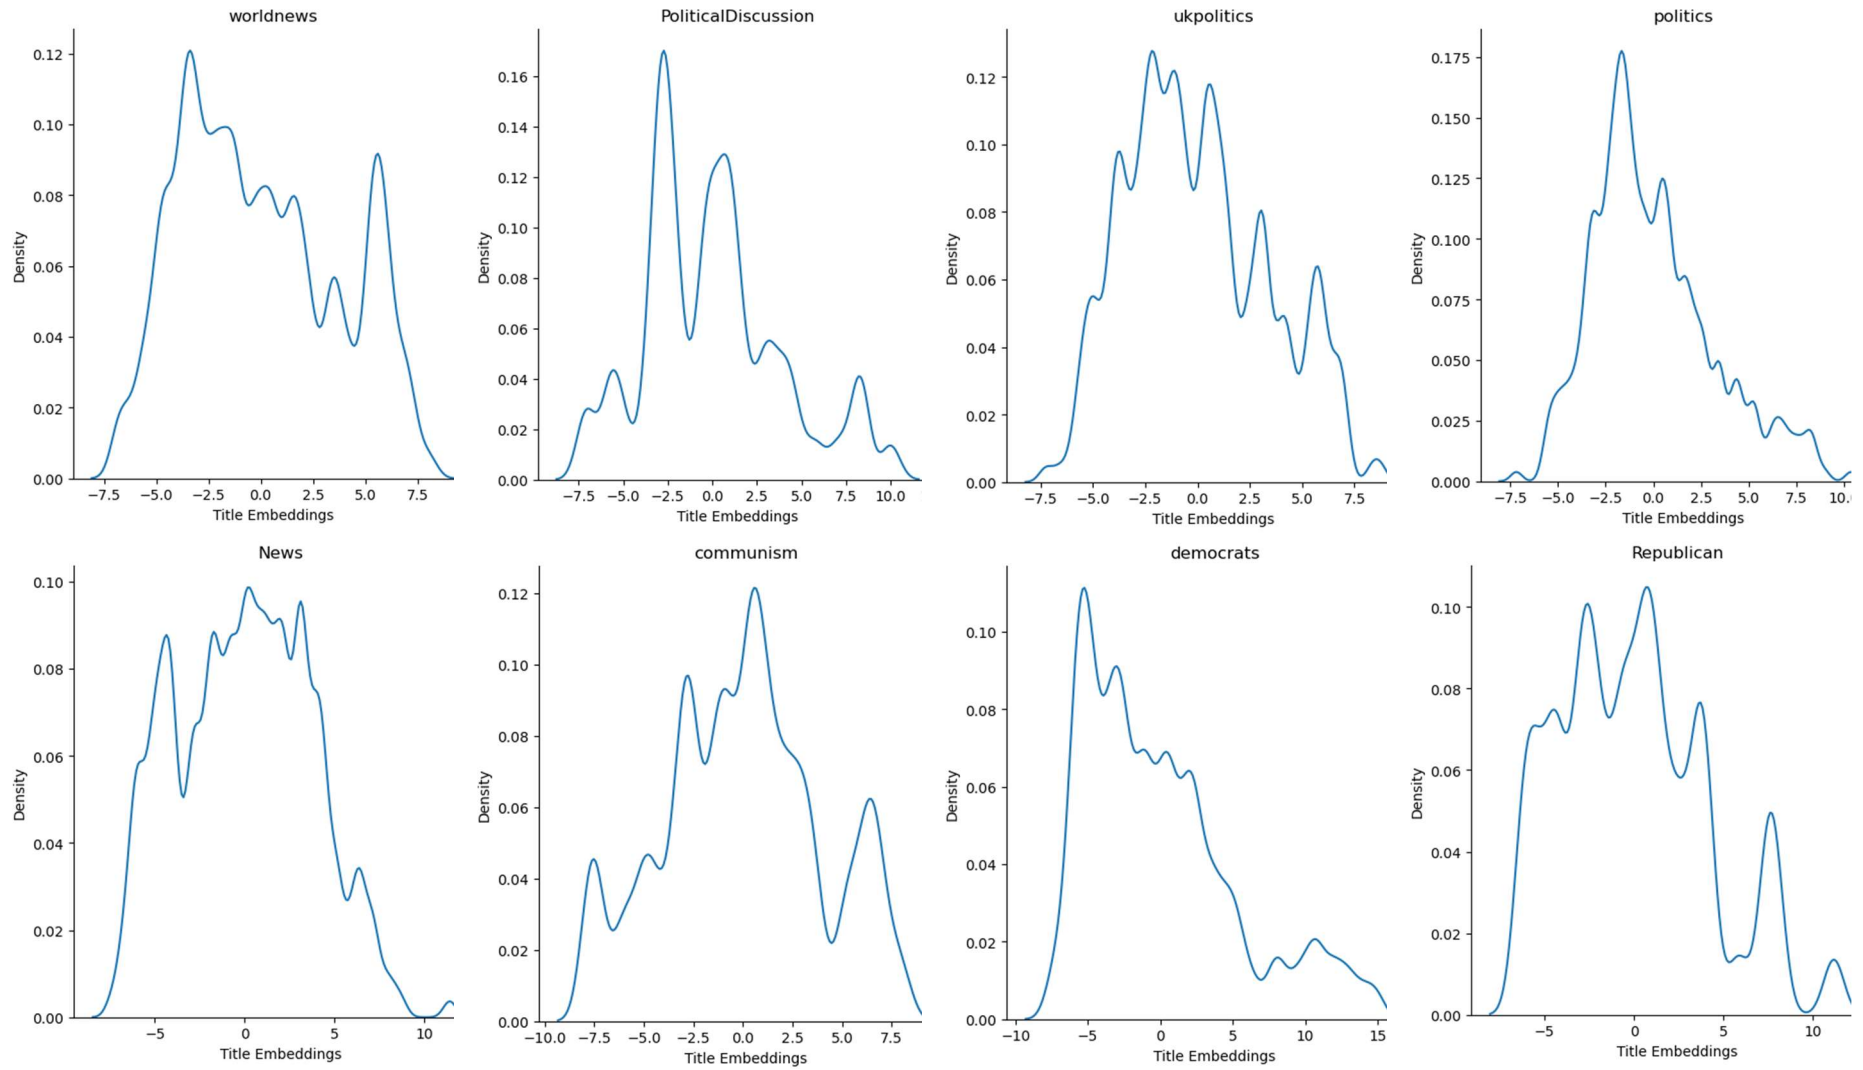 worldnews
Density
0.12
0.10
0.08
0.06
0.04
0.02
0.00
−7.5 −5.0 −2.5 0.0 2.5 5.0 7.5
Title Embeddings
PoliticalDiscussion
Density
0.16
0.14
0.12
0.10
0.08
0.06
0.04
0.02
0.00
−7.5 −5.0 −2.5 0.0 2.5 5.0 7.5 10.0
Title Embeddings
ukpolitics
Density
0.12
0.10
0.08
0.06
0.04
0.02
0.00
−7.5 −5.0 −2.5 0.0 2.5 5.0 7.5
Title Embeddings
politics
Density
0.175
0.150
0.125
0.100
0.075
0.050
0.025
0.000
−7.5 −5.0 −2.5 0.0 2.5 5.0 7.5 10.
Title Embeddings
News
Density
0.10
0.08
0.06
0.04
0.02
0.00
−5 0 5 10
Title Embeddings
communism
Density
0.12
0.10
0.08
0.06
0.04
0.02
0.00
−10.0 −7.5 −5.0 −2.5 0.0 2.5 5.0 7.5
Title Embeddings
democrats
Density
0.10
0.08
0.06
0.04
0.02
0.00
−10 −5 0 5 10 15
Title Embeddings
Republican
Density
0.10
0.08
0.06
0.04
0.02
0.00
−5 0 5 10
Title Embeddings